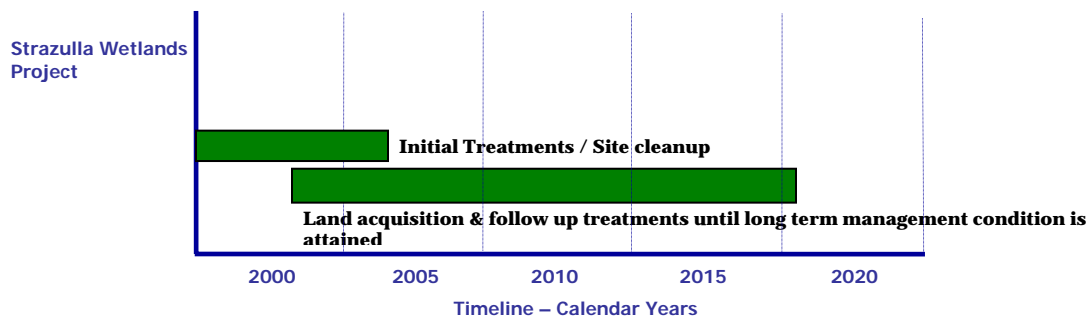 Strazulla Wetlands
Project
Initial Treatments / Site cleanup
Land acquisition & follow up treatments until long term management condition is
attained
2000 2005 2010 2015 2020
Timeline – Calendar Years